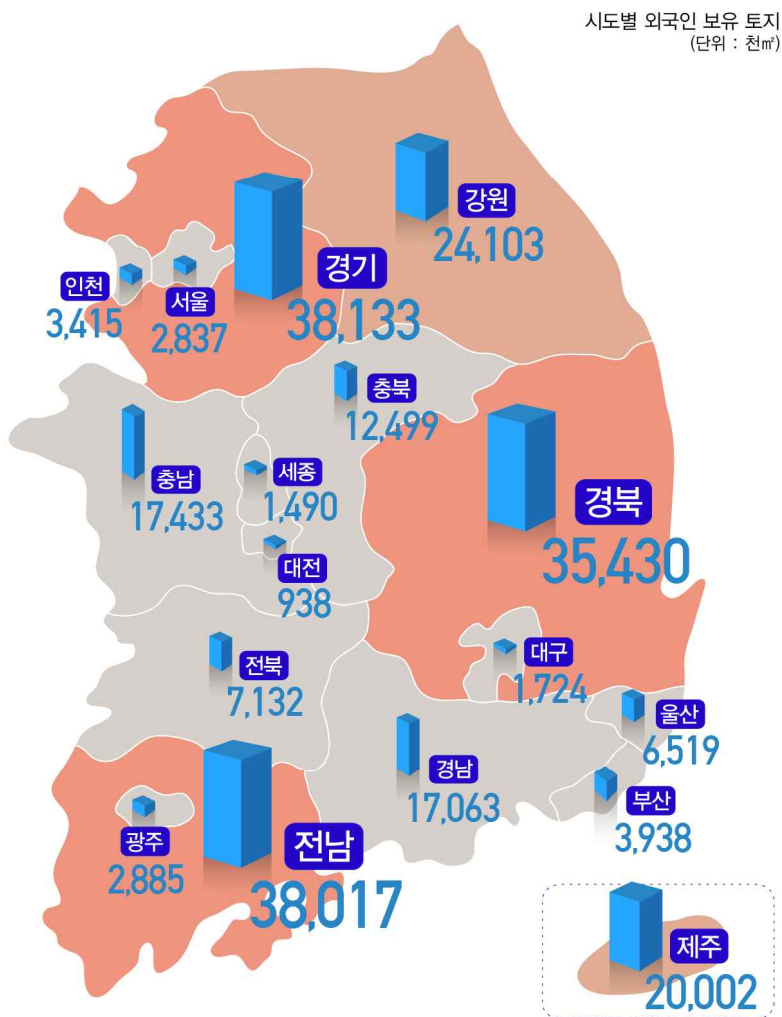 시도별 외국인 보유 토지
(단위 : 천㎡)
강원
24,103
경기
38,133
인천
3,415
서울
2,837
충북
12,499
충남
17,433
세종
1,490
경북
35,430
대전
938
대구
1,724
전북
7,132
울산
6,519
경남
17,063
부산
3,938
광주
2,885
전남
38,017
제주
20,002